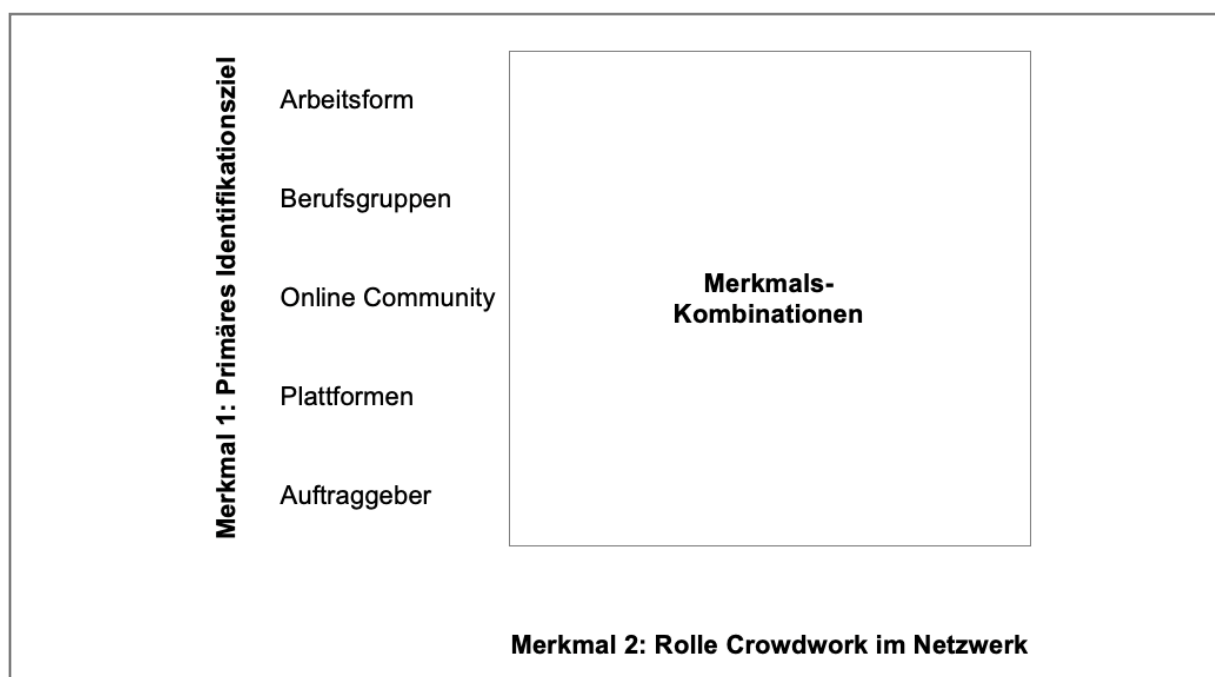 Merkmal 1: Primäres Identifikationsziel
Arbeitsform
Berufsgruppen
Online Community
Plattformen
Auftraggeber
Merkmals-
Kombinationen
Merkmal 2: Rolle Crowdwork im Netzwerk